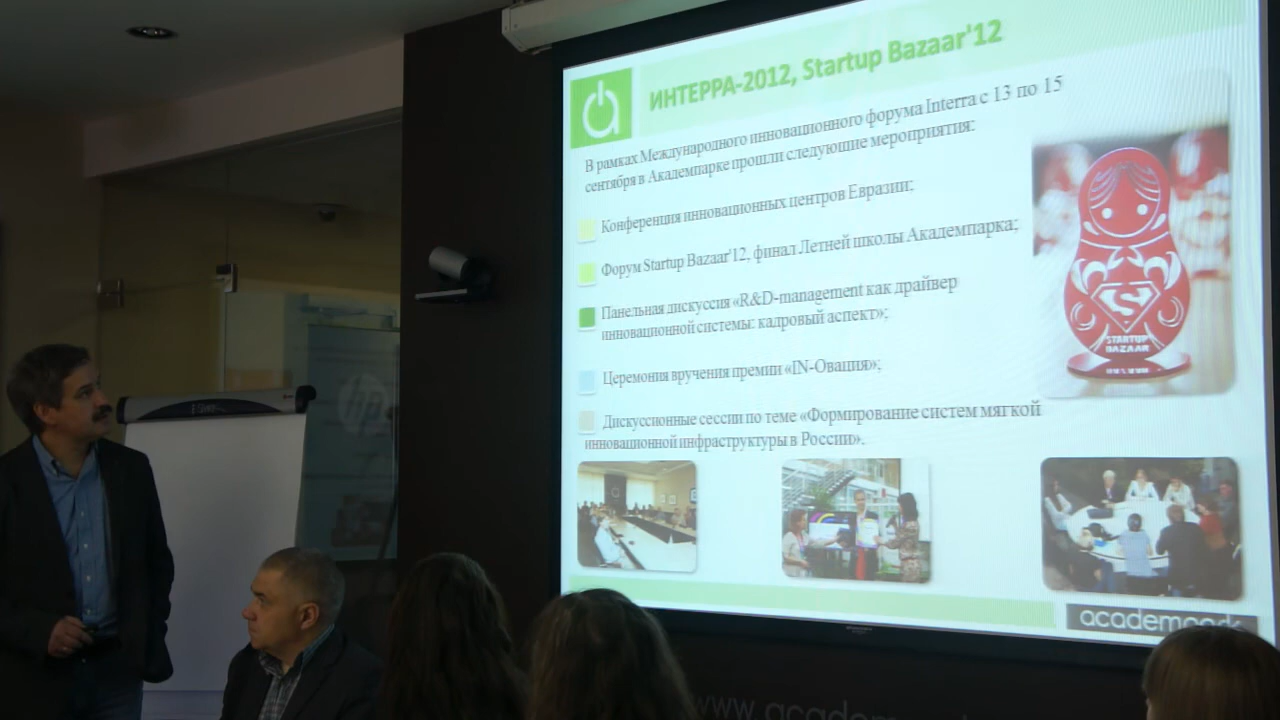 ИНТЕРРА-2012, Startup Bazaar'12
В рамках Международного инновационного форума Interra с 13 по 15
сентября в Академпарке прошли следующие мероприятия:
Конференция инновационных центров Евразии;
Форум Startup Bazaar'12, финал Летней школы Академпарка;
Панельная дискуссия «R&D-management как драйвер
инновационной системы: кадровый аспект»;
Церемония вручения премии «IN-Овация»;
Дискуссионные сессии по теме «Формирование систем мягкой
инновационной инфраструктуры в России».
S
STARTUP
BAZAAR
hp
academpark
www.academpark